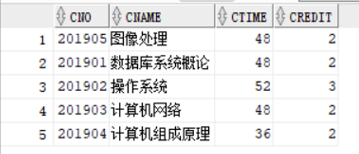 CNO CNAME CTIME CREDIT
1 201905 图像处理 48 2
2 201901 数据库系统概论 48 2
3 201902 操作系统 52 3
4 201903 计算机网络 48 2
5 201904 计算机组成原理 36 2